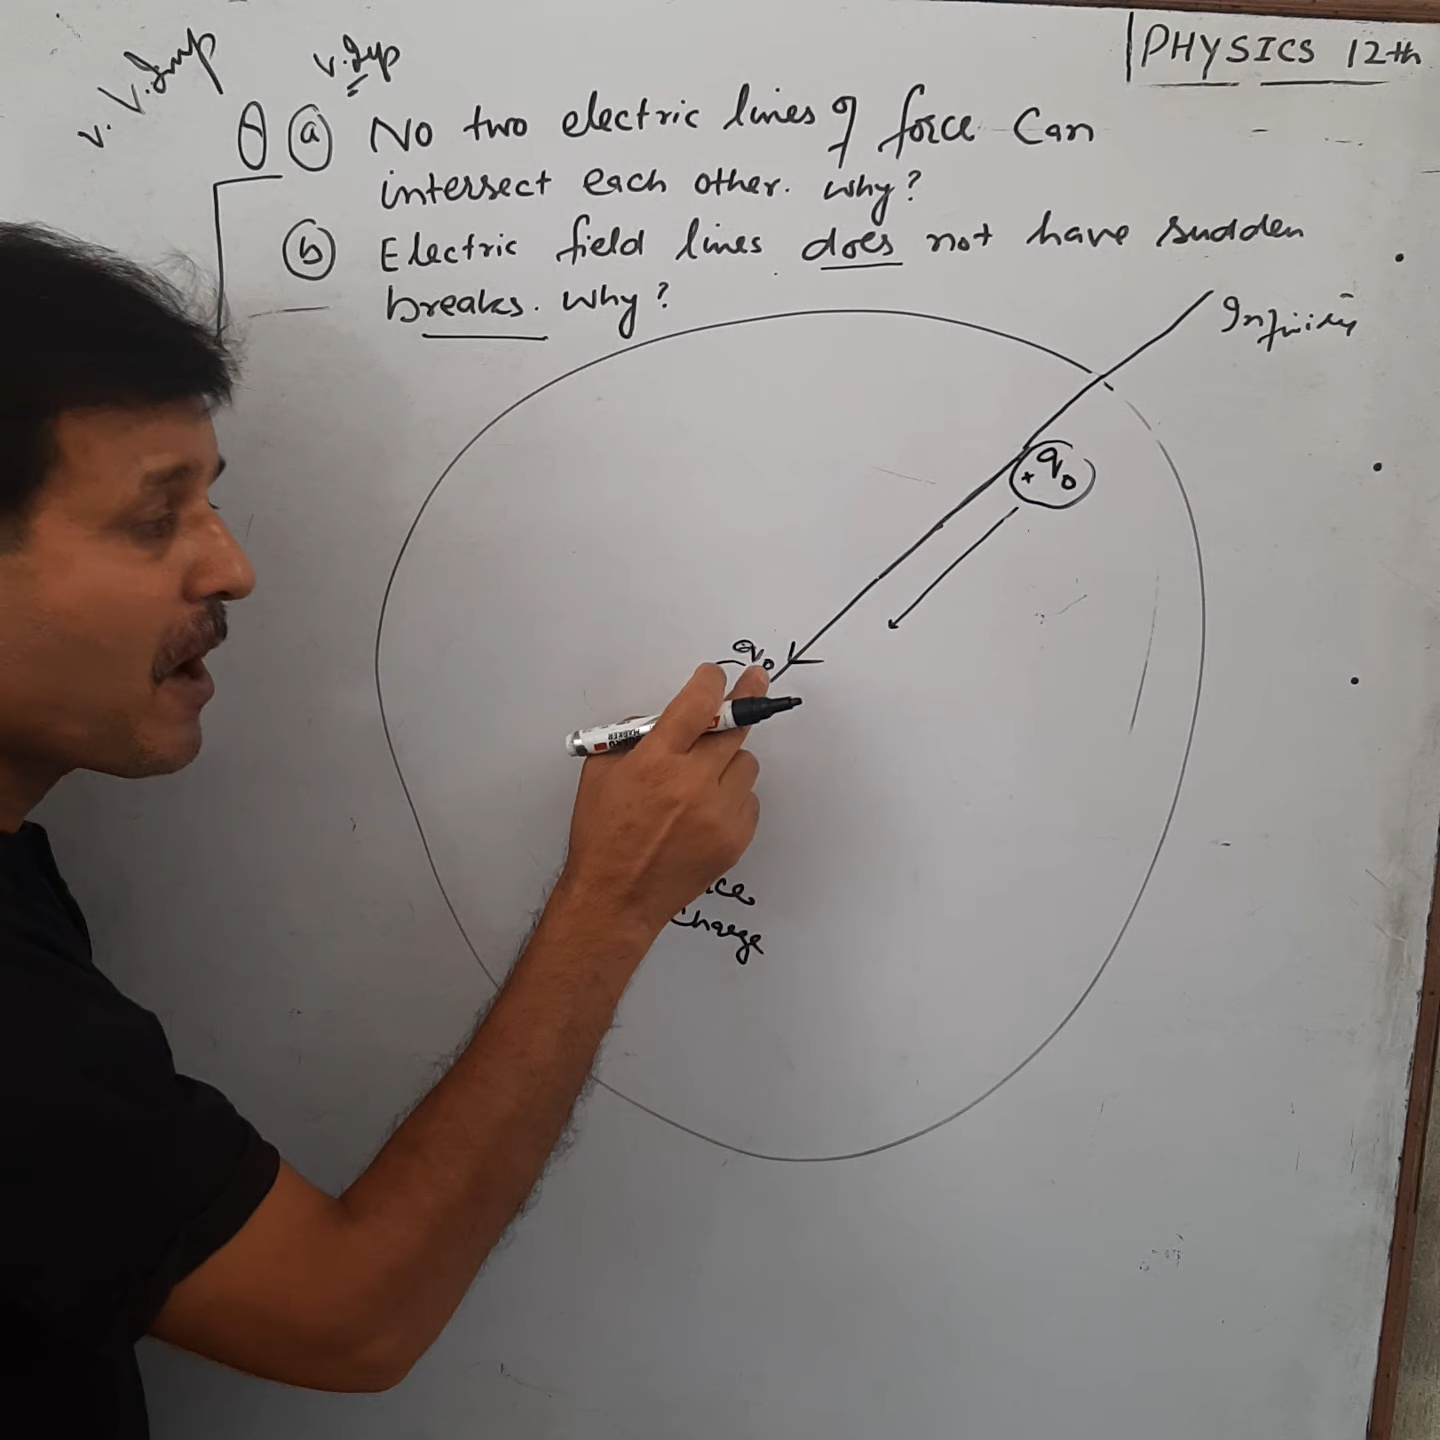 PHYSICS 12th
V. V. Imp
V. Imp
Q (a) No two electric lines of force Can
intersect each other. Why?
(b) Electric field lines does not have sudden
breaks. Why?
Infinity
+ q0
q0
Charge